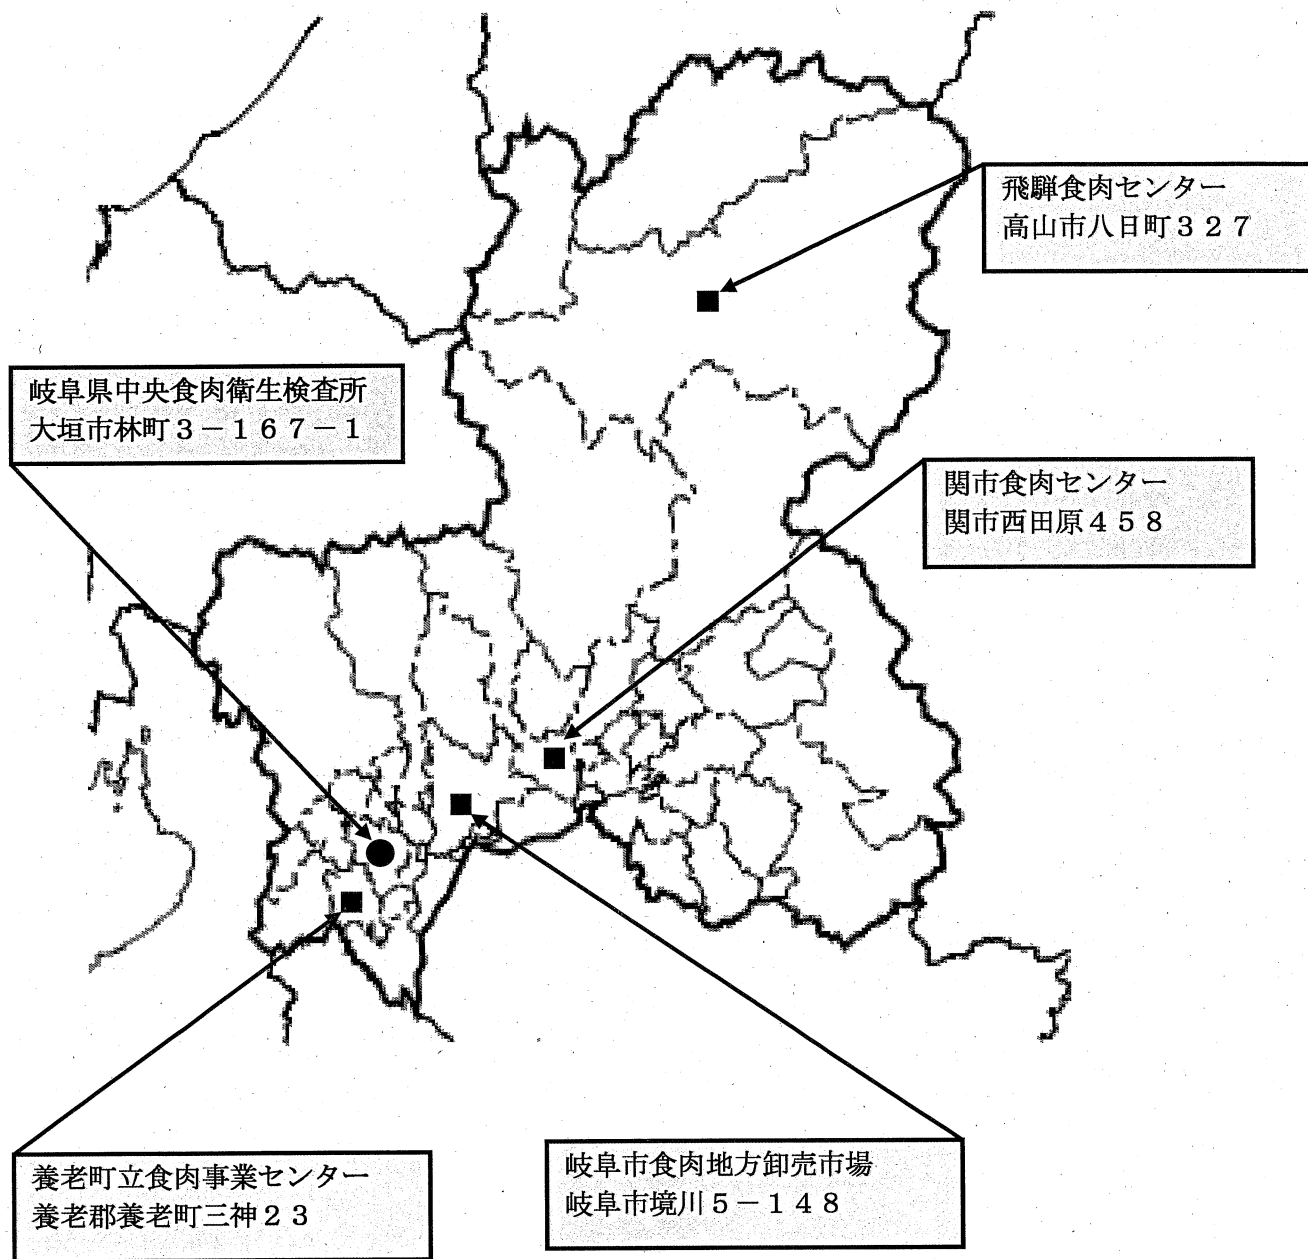 飛騨食肉センター
高山市八日町３２７
岐阜県中央食肉衛生検査所
大垣市林町３－１６７－１
関市食肉センター
関市西田原４５８
養老町立食肉事業センター
養老郡養老町三神２３
岐阜市食肉地方卸売市場
岐阜市境川５－１４８